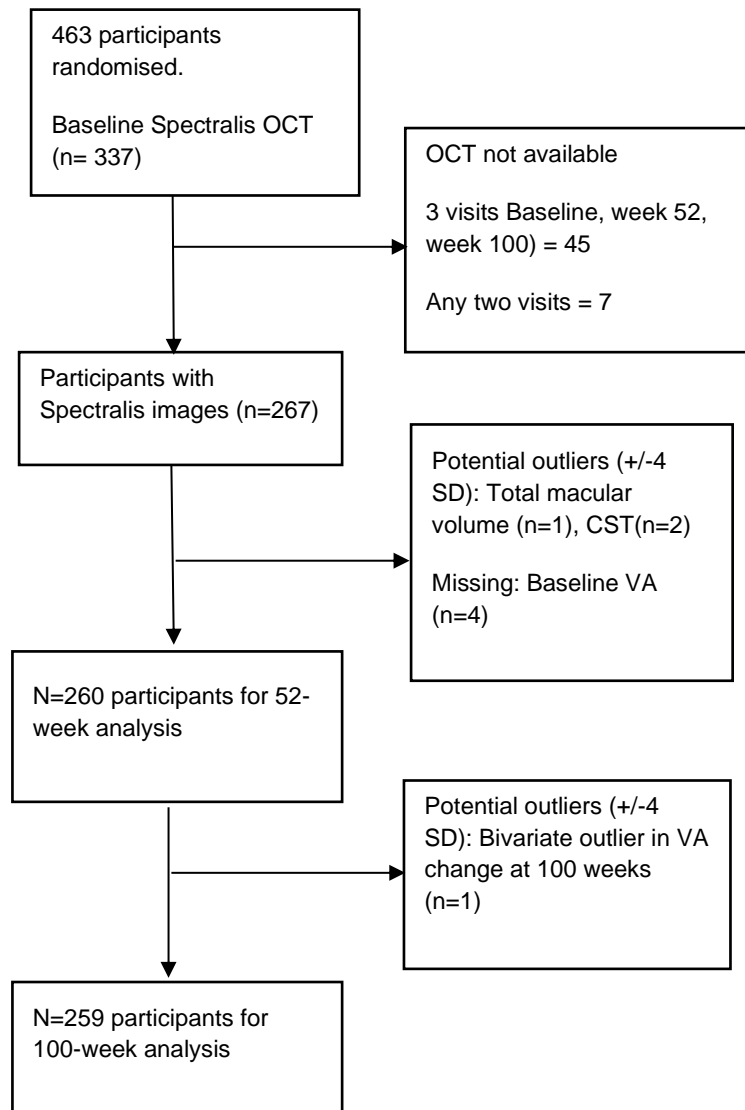 463 participants
randomised.
Baseline Spectralis OCT
(n= 337)
OCT not available
3 visits Baseline, week 52,
week 100) = 45
Any two visits = 7
Participants with
Spectralis images (n=267)
Potential outliers (+/-4
SD): Total macular
volume (n=1), CST(n=2)
Missing: Baseline VA
(n=4)
N=260 participants for 52-
week analysis
Potential outliers (+/-4
SD): Bivariate outlier in VA
change at 100 weeks
(n=1)
N=259 participants for
100-week analysis